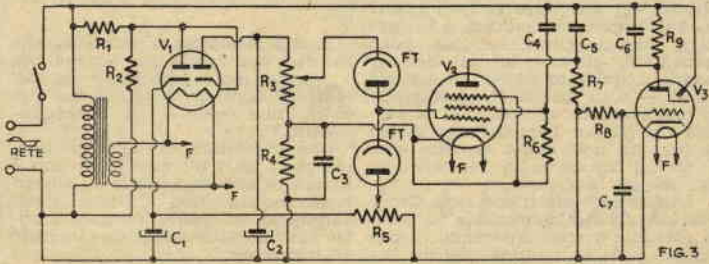 R1
V1
R2
R3
FT
V2
C4
C5
C6
R9
R7
V3
R8
RETE
F
F
R4
C3
FT
F
R6
F
C7
C1
C2
R5
FIG.3